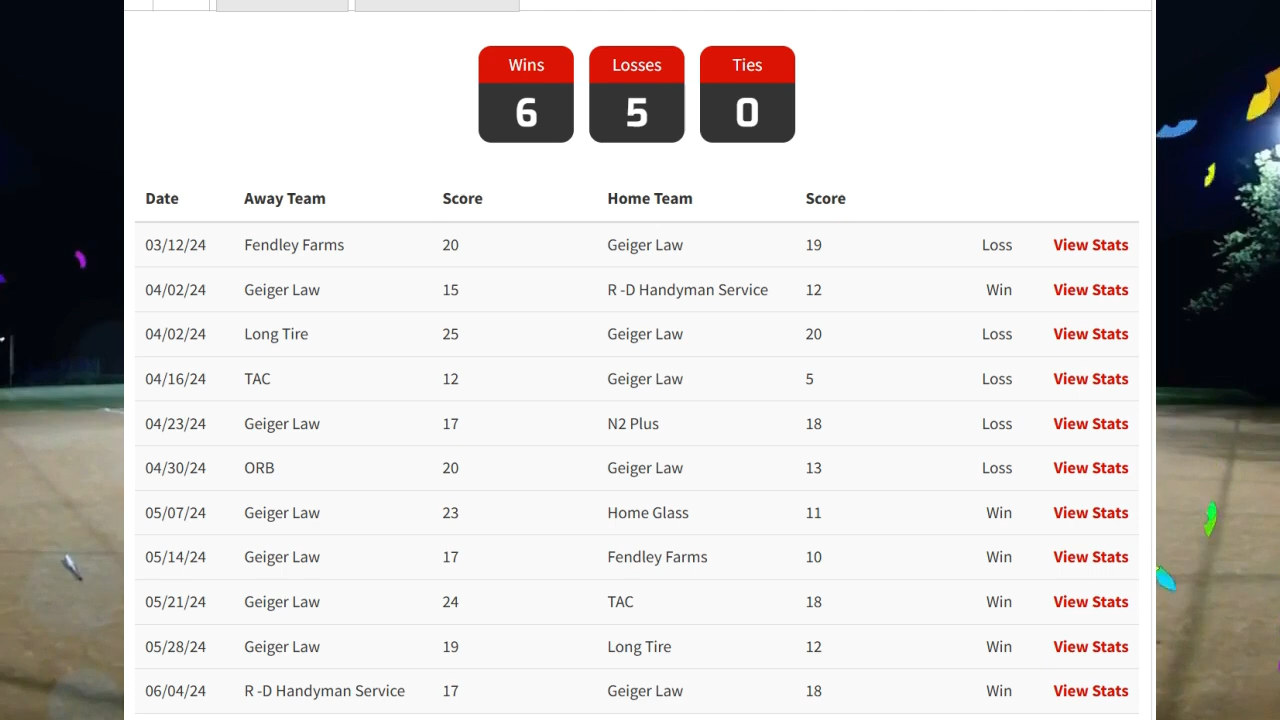 Wins Losses Ties
6 5 0
Date Away Team Score Home Team Score
03/12/24 Fendley Farms 20 Geiger Law 19 Loss View Stats
04/02/24 Geiger Law 15 R -D Handyman Service 12 Win View Stats
04/02/24 Long Tire 25 Geiger Law 20 Loss View Stats
04/16/24 TAC 12 Geiger Law 5 Loss View Stats
04/23/24 Geiger Law 17 N2 Plus 18 Loss View Stats
04/30/24 ORB 20 Geiger Law 13 Loss View Stats
05/07/24 Geiger Law 23 Home Glass 11 Win View Stats
05/14/24 Geiger Law 17 Fendley Farms 10 Win View Stats
05/21/24 Geiger Law 24 TAC 18 Win View Stats
05/28/24 Geiger Law 19 Long Tire 12 Win View Stats
06/04/24 R -D Handyman Service 17 Geiger Law 18 Win View Stats